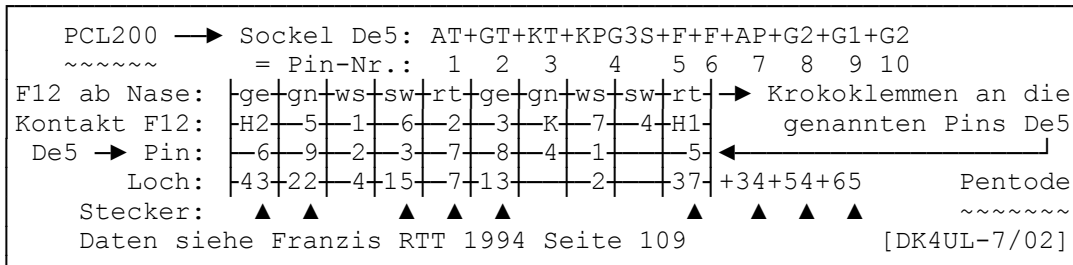 PCL200 ──► Sockel De5: AT+GT+KT+KPG3S+F+F+AP+G2+G1+G2
~~~~~~ = Pin-Nr.: 1 2 3 4 5 6 7 8 9 10
F12 ab Nase: ├ge┼gn┼ws┼sw┼rt┼ge┼gn┼ws┼sw┼rt┤─► Krokoklemmen an die
Kontakt F12: ├H2┼─5┼─1┼─6┼─2┼─3┼─K┼─7┼─4┼H1┤ genannten Pins De5
De5 ─► Pin: ├─6┼─9┼─2┼─3┼─7┼─8┼─4┼─1┼──┼─5┤◄
Loch: ├43┼22┼─4┼15┼─7┼13┼──┼─2┼──┼37┤+34+54+65 Pentode
Stecker: ▲ ▲ ▲ ▲ ▲ ▲ ▲ ▲ ▲ ~~~~~~~
Daten siehe Franzis RTT 1994 Seite 109 [DK4UL-7/02]